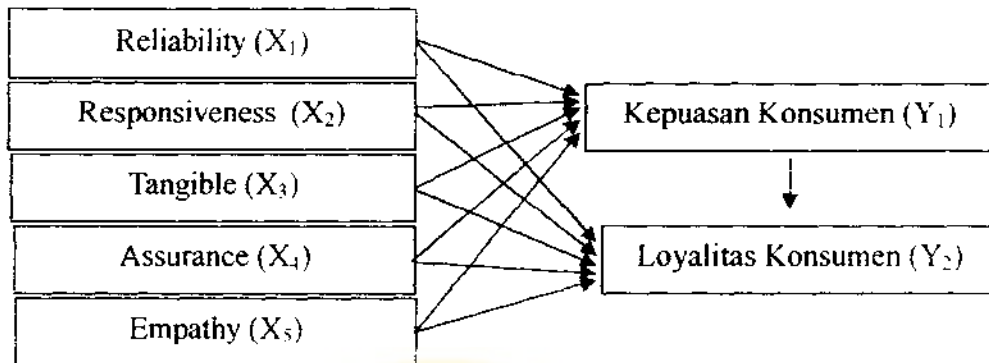 Reliability (X₁)
Responsiveness (X₂)
Tangible (X₃)
Assurance (X₄)
Empathy (X₅)
Kepuasan Konsumen (Y₁)
Loyalitas Konsumen (Y₂)